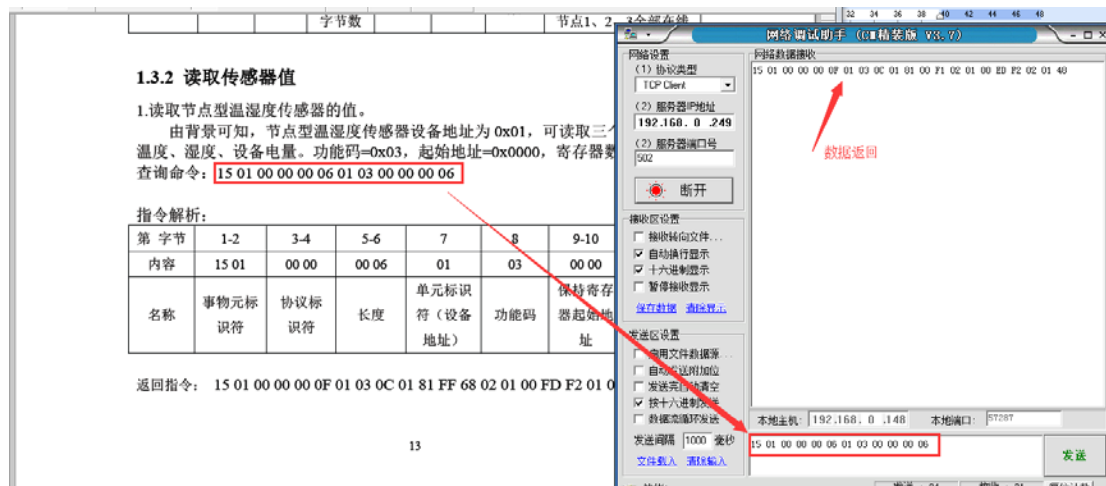 字节数
节点1、2、3全部在线
1.3.2 读取传感器值
1.读取节点型温湿度传感器的值。
由背景可知，节点型温湿度传感器设备地址为 0x01，可读取三个
温度、湿度、设备电量。功能码=0x03，起始地址=0x0000，寄存器数
查询命令：15 01 00 00 00 06 01 03 00 00 00 06
指令解析：
第 字节 1-2 3-4 5-6 7 8 9-10
内容 15 01 00 00 00 06 01 03 00 00
名称 事物元标识符 协议标识符 长度 单元标识符（设备地址） 功能码 保持寄存器起始地址
返回指令： 15 01 00 00 00 0F 01 03 0C 01 81 FF 68 02 01 00 FD F2 01 0
13
32 34 36 38 40 42 44 46 48
网络调试助手 (C■精装版 V3.7)
网络设置
(1) 协议类型
TCP Client
(2) 服务器IP地址
192.168. 0 .249
(2) 服务器端口号
502
断开
接收区设置
接收转向文件...
自动换行显示
十六进制显示
暂停接收显示
保存数据 清除显示
发送区设置
启用文件数据源...
自动发送附加位
发送完自动清空
按十六进制发送
数据流循环发送
发送间隔 1000 毫秒
文件载入 清除输入
网络数据接收
15 01 00 00 00 0F 01 03 0C 01 81 00 F1 02 01 00 ED F2 02 01 48
数据返回
本地主机: 192.168. 0 .148 本地端口: 57287
15 01 00 00 00 06 01 03 00 00 00 06
发送